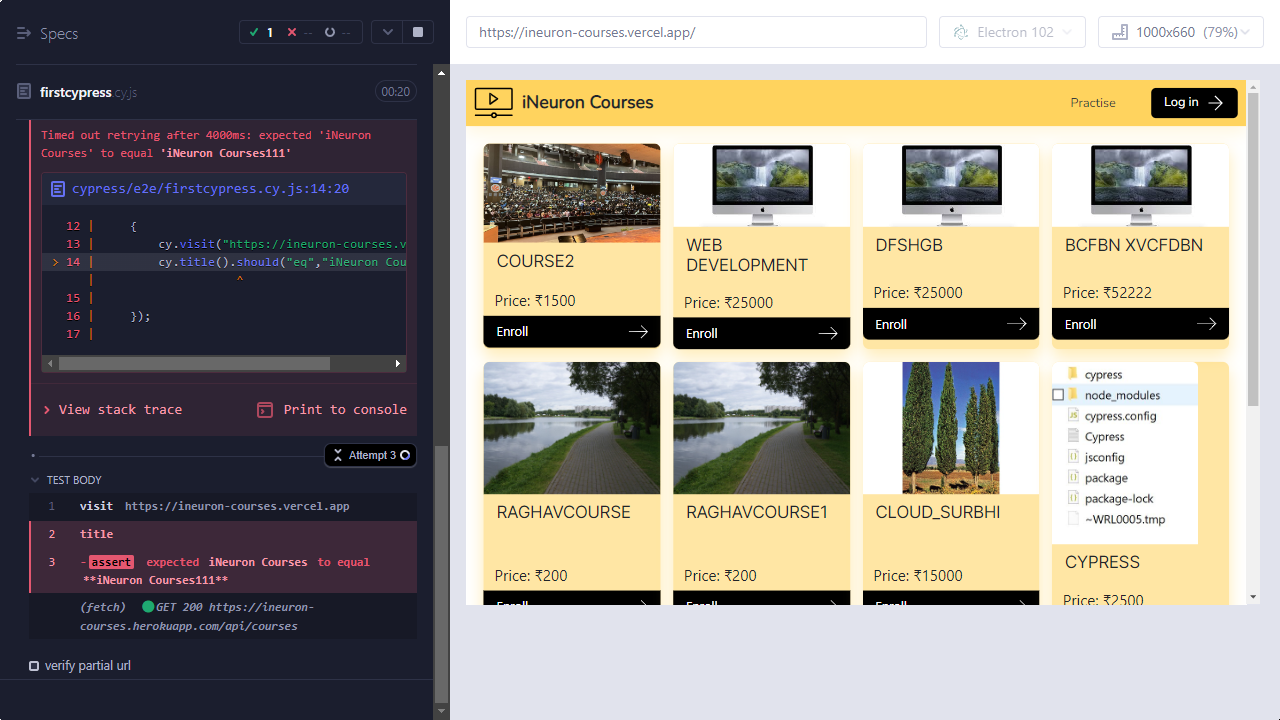 Specs
1
--
--
https://ineuron-courses.vercel.app/
Electron 102
1000x660 (79%)
firstcypress.cy.js
00:20
Timed out retrying after 4000ms: expected 'iNeuron
Courses' to equal 'iNeuron Courses111'
cypress/e2e/firstcypress.cy.js:14:20
12 | {
13 | cy.visit("https://ineuron-courses.v
> 14 | cy.title().should("eq","iNeuron Cou
| ^
15 |
16 | });
17 |
View stack trace
Print to console
Attempt 3
TEST BODY
1 visit https://ineuron-courses.vercel.app
2 title
3 -assert expected iNeuron Courses to equal
**iNeuron Courses111**
(fetch) GET 200 https://ineuron-
courses.herokuapp.com/api/courses
verify partial url
iNeuron Courses
Practise
Log in
COURSE2
Price: ₹1500
Enroll
WEB
DEVELOPMENT
Price: ₹25000
Enroll
DFSHGB
Price: ₹25000
Enroll
BCFBN XVCFDBN
Price: ₹52222
Enroll
RAGHAVCOURSE
Price: ₹200
Enroll
RAGHAVCOURSE1
Price: ₹200
Enroll
CLOUD_SURBHI
Price: ₹15000
Enroll
cypress
node_modules
cypress.config
Cypress
jsconfig
package
package-lock
~WRL0005.tmp
CYPRESS
Price: ₹2500